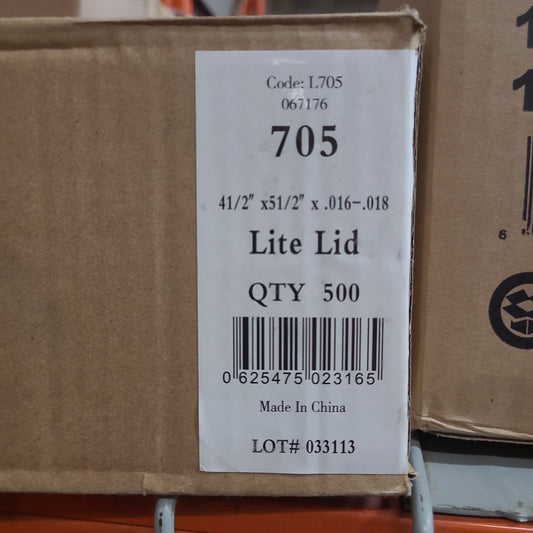 Code: L705
067176
705
41/2" x51/2" x .016-.018
Lite Lid
QTY 500
0 625475 023165
Made In China
LOT# 033113